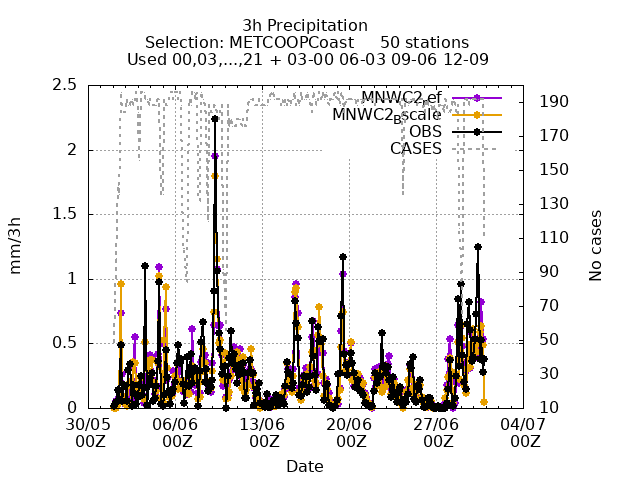 3h Precipitation
Selection: METCOOPCoast 50 stations
Used 00,03,...,21 + 03-00 06-03 09-06 12-09
MNWC2.ef
MNWC2_Bscale
OBS
CASES
mm/3h
2.5
2
1.5
1
0.5
0
190
170
150
130
110
90
70
50
30
10
No cases
30/05 06/06 13/06 20/06 27/06 04/07
00Z 00Z 00Z 00Z 00Z 00Z
Date